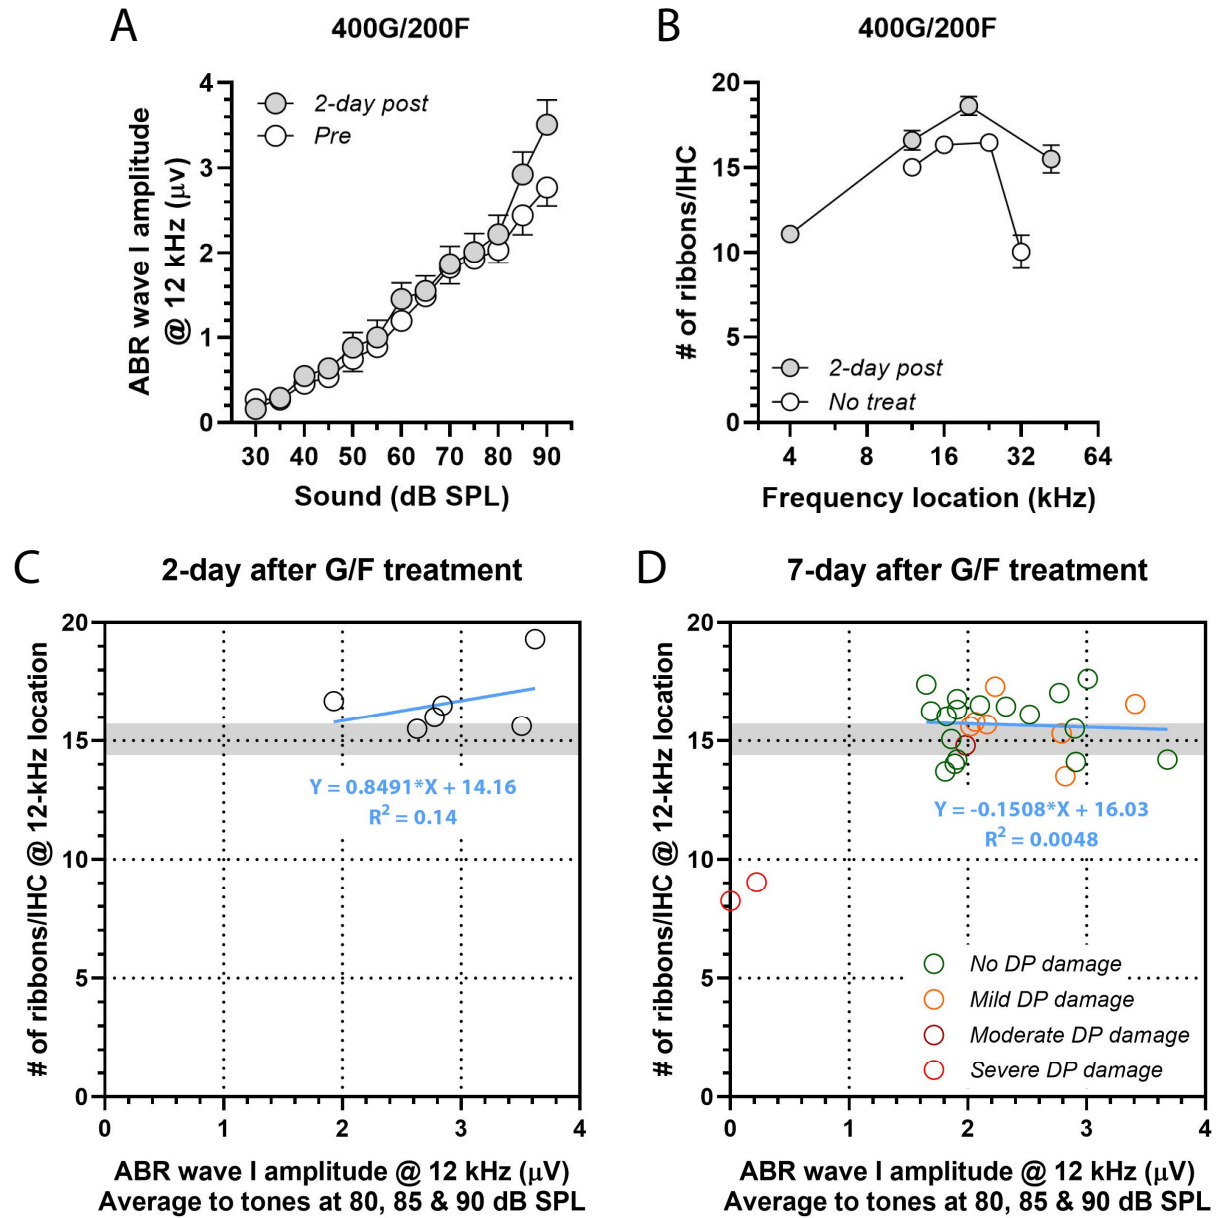 A
400G/200F
ABR wave I amplitude
@ 12 kHz (μv)
4
3
2
1
0
2-day post
Pre
30 40 50 60 70 80 90
Sound (dB SPL)
B
400G/200F
# of ribbons/IHC
20
15
10
5
0
2-day post
No treat
4 8 16 32 64
Frequency location (kHz)
C
2-day after G/F treatment
# of ribbons/IHC @ 12-kHz location
20
15
10
5
0
Y = 0.8491*X + 14.16
R² = 0.14
0 1 2 3 4
ABR wave I amplitude @ 12 kHz (μV)
Average to tones at 80, 85 & 90 dB SPL
D
7-day after G/F treatment
# of ribbons/IHC @ 12-kHz location
20
15
10
5
0
Y = -0.1508*X + 16.03
R² = 0.0048
No DP damage
Mild DP damage
Moderate DP damage
Severe DP damage
0 1 2 3 4
ABR wave I amplitude @ 12 kHz (μV)
Average to tones at 80, 85 & 90 dB SPL